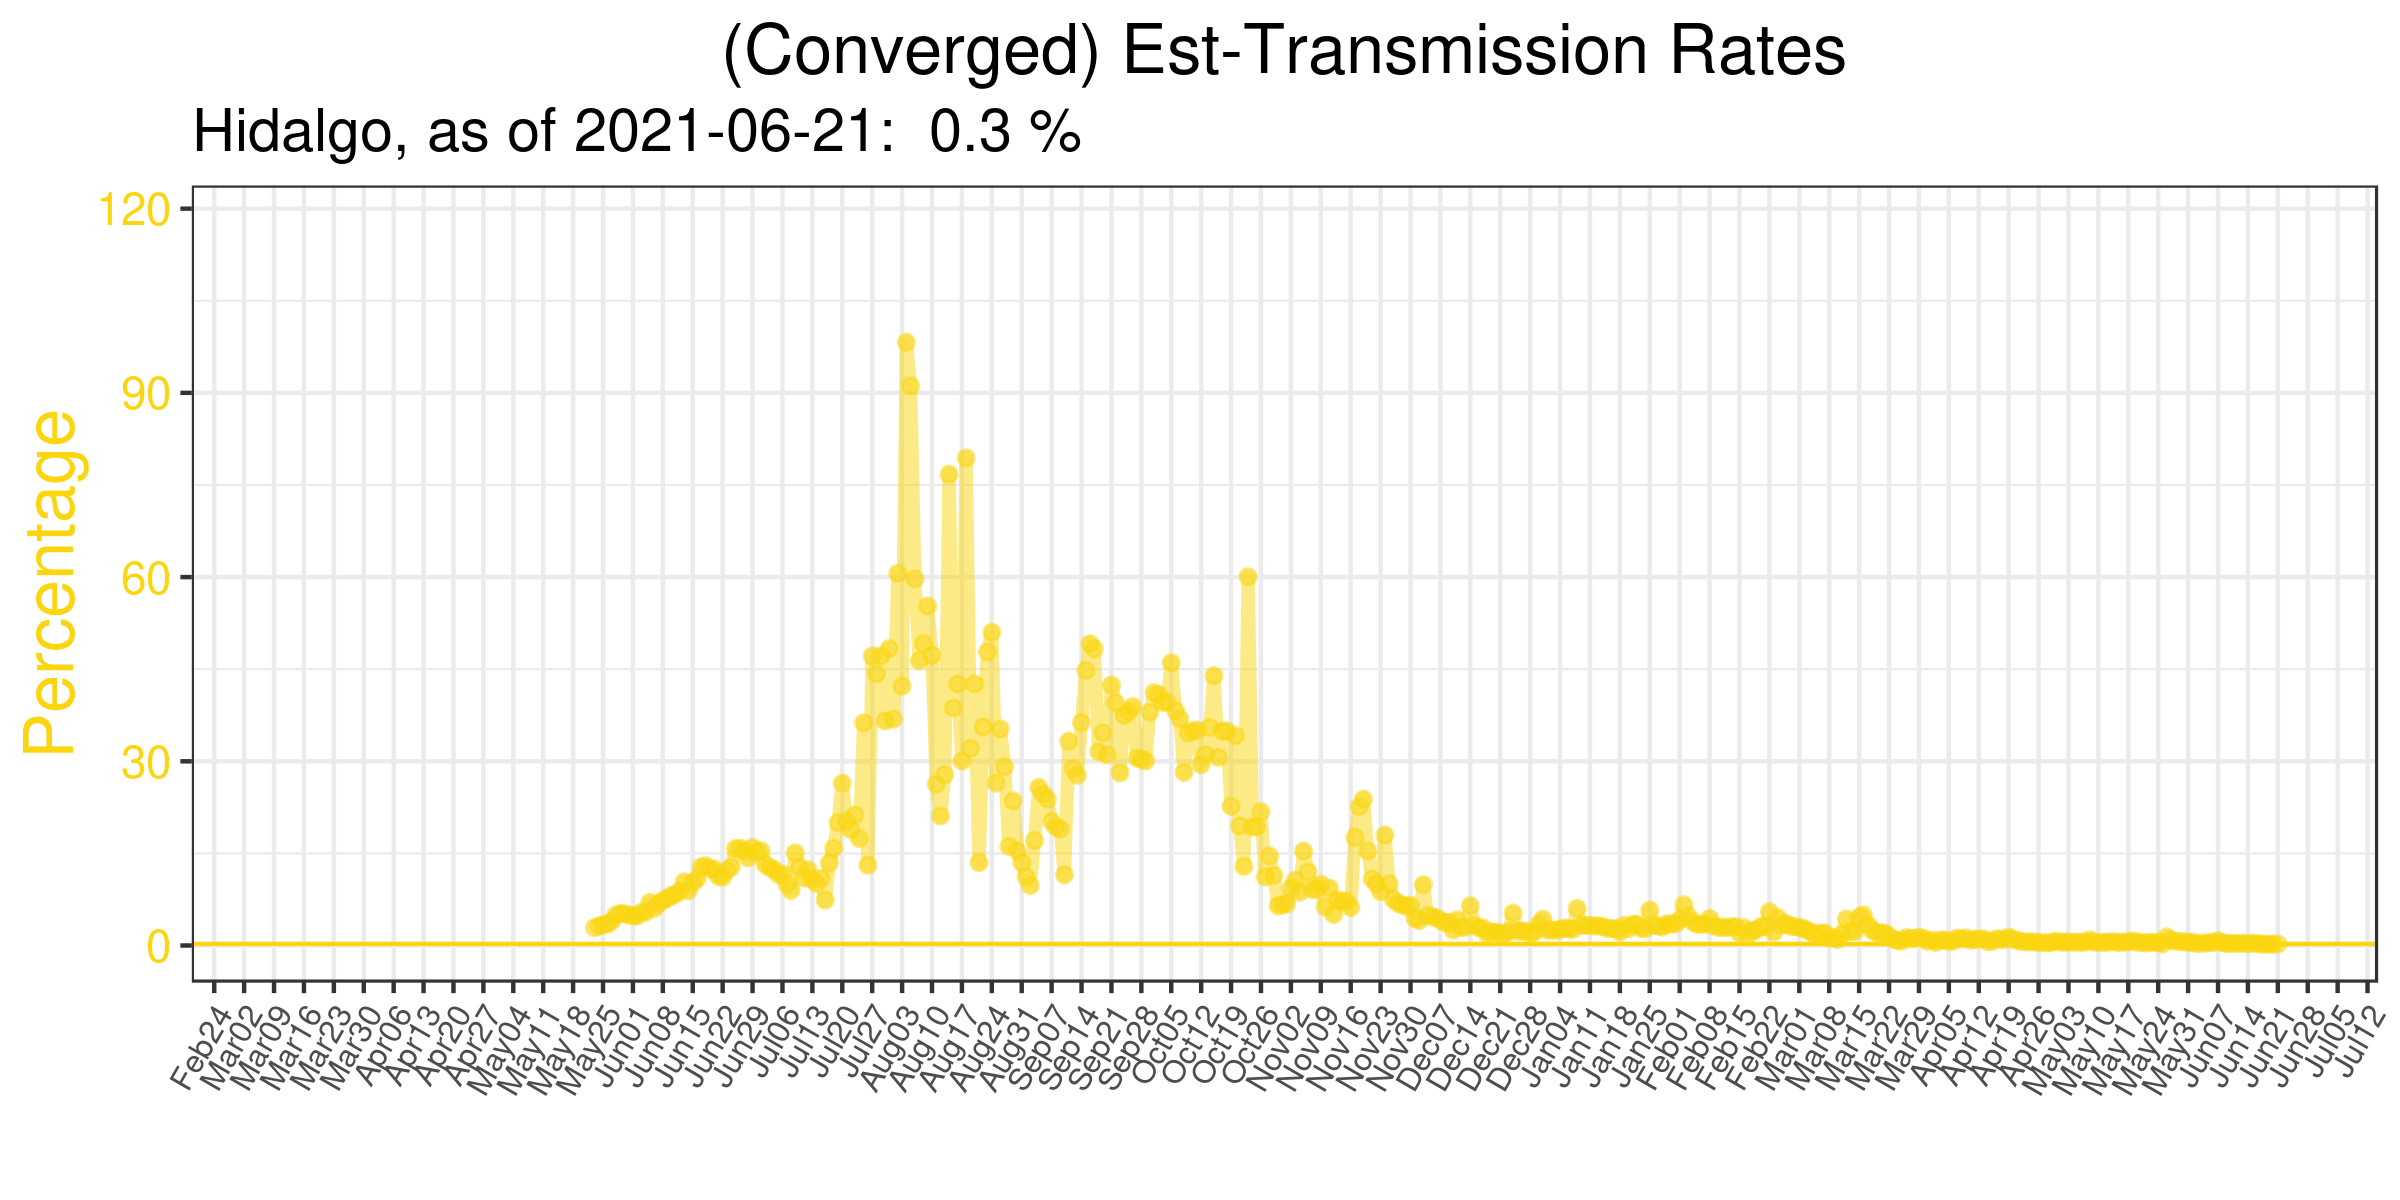 (Converged) Est-Transmission Rates
Hidalgo, as of 2021-06-21:  0.3 %
Percentage
120
90
60
30
0
Feb24
Mar02
Mar09
Mar16
Mar23
Mar30
Apr06
Apr13
Apr20
Apr27
May04
May11
May18
May25
Jun01
Jun08
Jun15
Jun22
Jun29
Jul06
Jul13
Jul20
Jul27
Aug03
Aug10
Aug17
Aug24
Aug31
Sep07
Sep14
Sep21
Sep28
Oct05
Oct12
Oct19
Oct26
Nov02
Nov09
Nov16
Nov23
Nov30
Dec07
Dec14
Dec21
Dec28
Jan04
Jan11
Jan18
Jan25
Feb01
Feb08
Feb15
Feb22
Mar01
Mar08
Mar15
Mar22
Mar29
Apr05
Apr12
Apr19
Apr26
May03
May10
May17
May24
May31
Jun07
Jun14
Jun21
Jun28
Jul05
Jul12